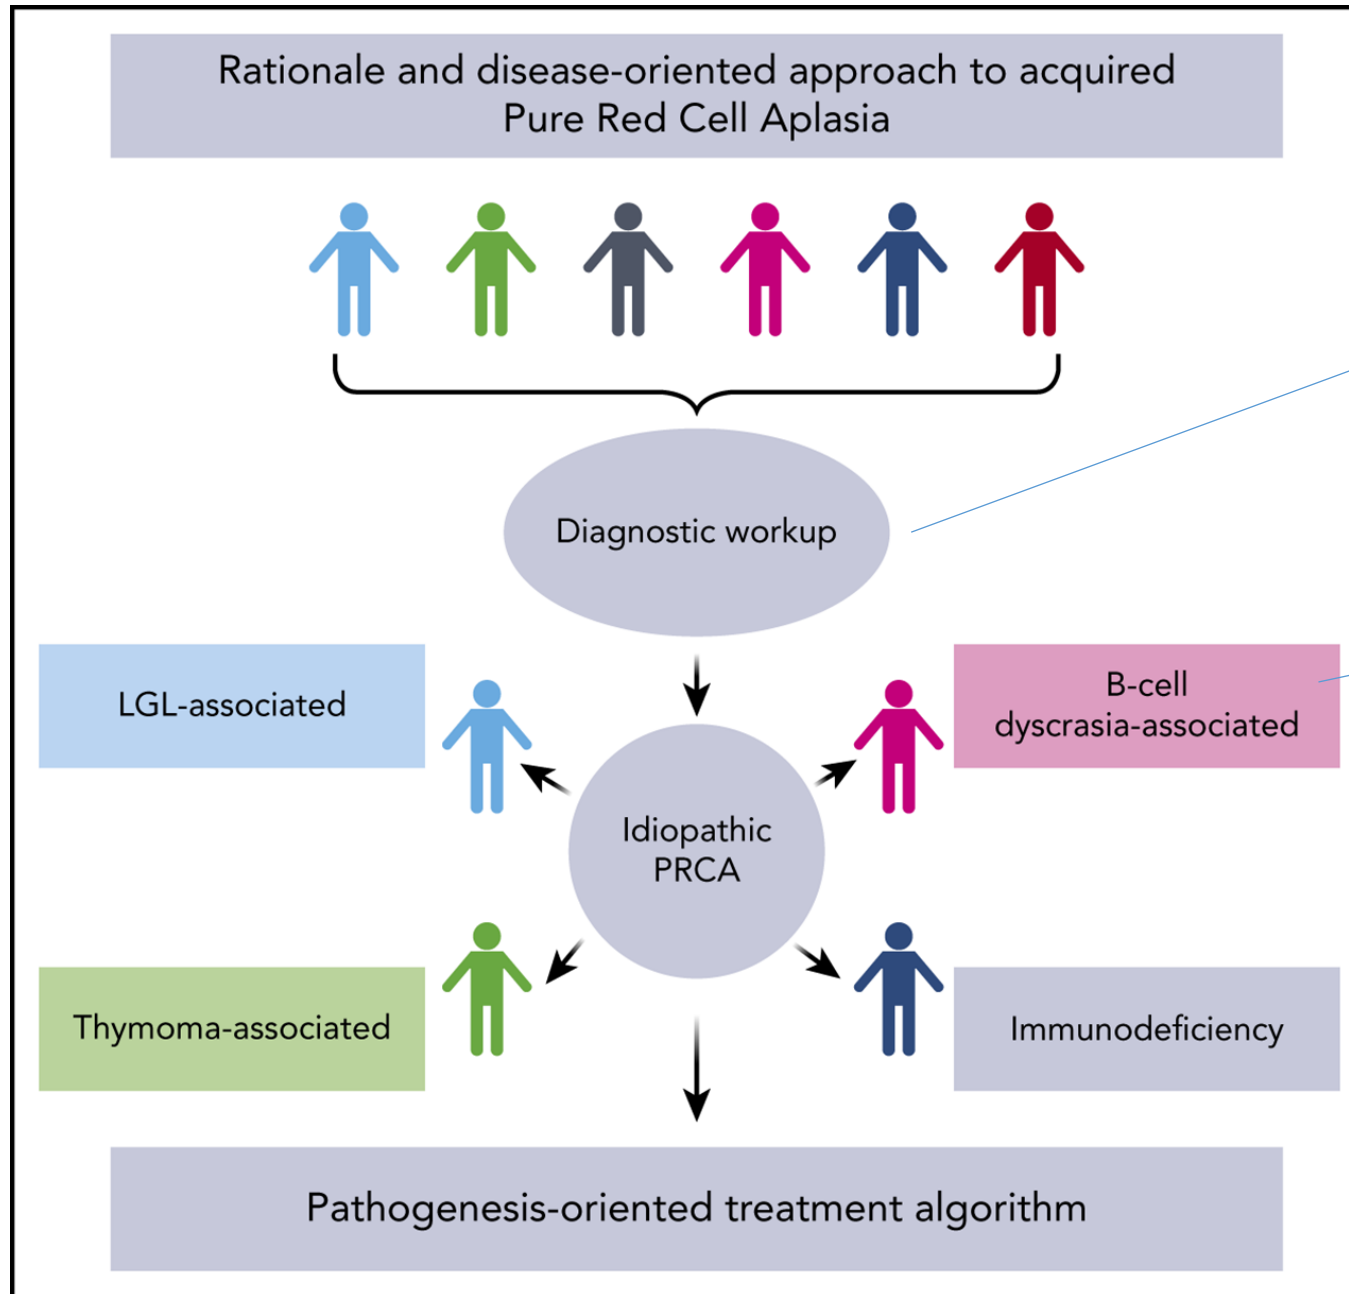 Rationale and disease-oriented approach to acquired
Pure Red Cell Aplasia
Diagnostic workup
LGL-associated
B-cell
dyscrasia-associated
Idiopathic
PRCA
Thymoma-associated
Immunodeficiency
Pathogenesis-oriented treatment algorithm